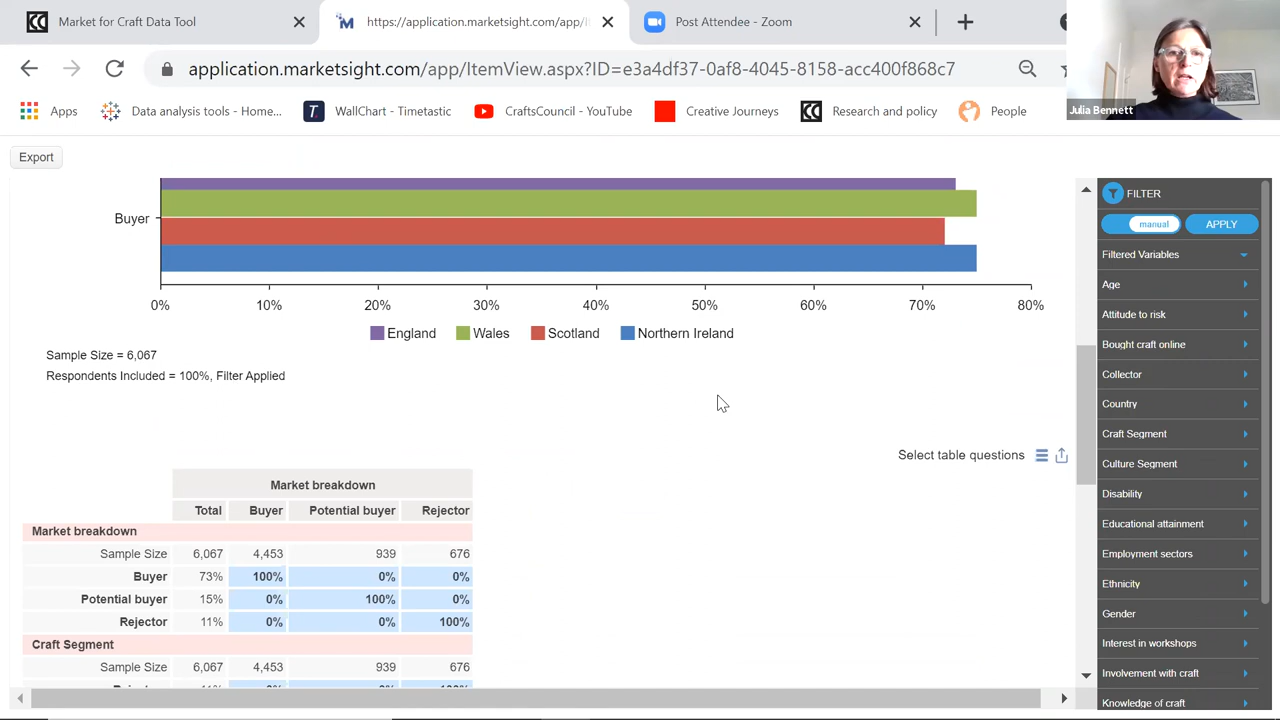 Market for Craft Data Tool
https://application.marketsight.com/app/I
Post Attendee - Zoom
application.marketsight.com/app/ItemView.aspx?ID=e3a4df37-0af8-4045-8158-acc400f868c7
Apps
Data analysis tools - Home...
WallChart - Timetastic
CraftsCouncil - YouTube
Creative Journeys
Research and policy
People
Julia Bennett
Export
Buyer
0% 10% 20% 30% 40% 50% 60% 70% 80%
England Wales Scotland Northern Ireland
Sample Size = 6,067
Respondents Included = 100%, Filter Applied
Select table questions
Market breakdown
Total Buyer Potential buyer Rejector
Market breakdown
Sample Size 6,067 4,453 939 676
Buyer 73% 100% 0% 0%
Potential buyer 15% 0% 100% 0%
Rejector 11% 0% 0% 100%
Craft Segment
Sample Size 6,067 4,453 939 676
Rejector 11% 0% 0% 100%
FILTER
manual APPLY
Filtered Variables
Age
Attitude to risk
Bought craft online
Collector
Country
Craft Segment
Culture Segment
Disability
Educational attainment
Employment sectors
Ethnicity
Gender
Interest in workshops
Involvement with craft
Knowledge of craft